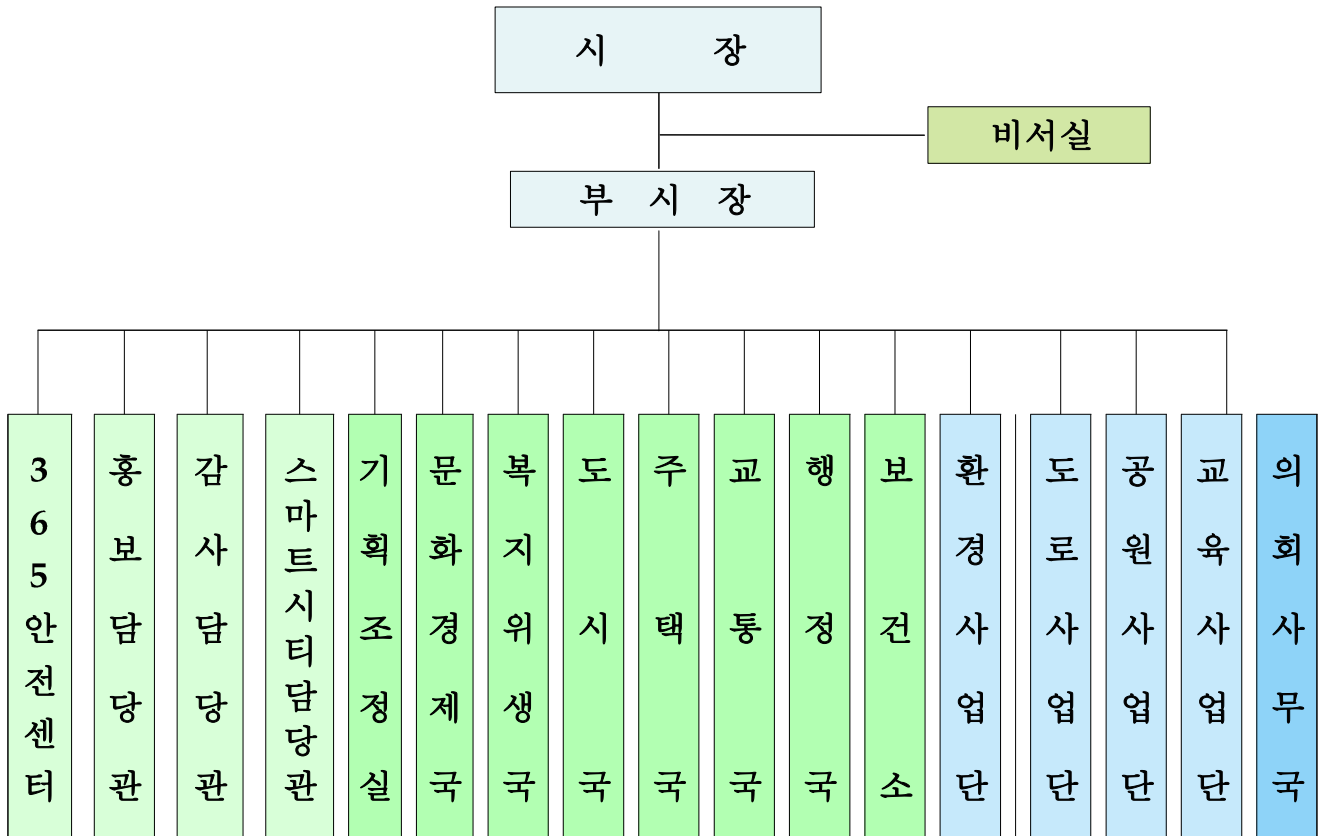 시 장
비서실
부 시 장
365안전센터
홍보담당관
감사담당관
스마트시티담당관
기획조정실
문화경제국
복지위생국
도시국
주택국
교통국
행정국
보건소
환경사업단
도로사업단
공원사업단
교육사업단
의회사무국